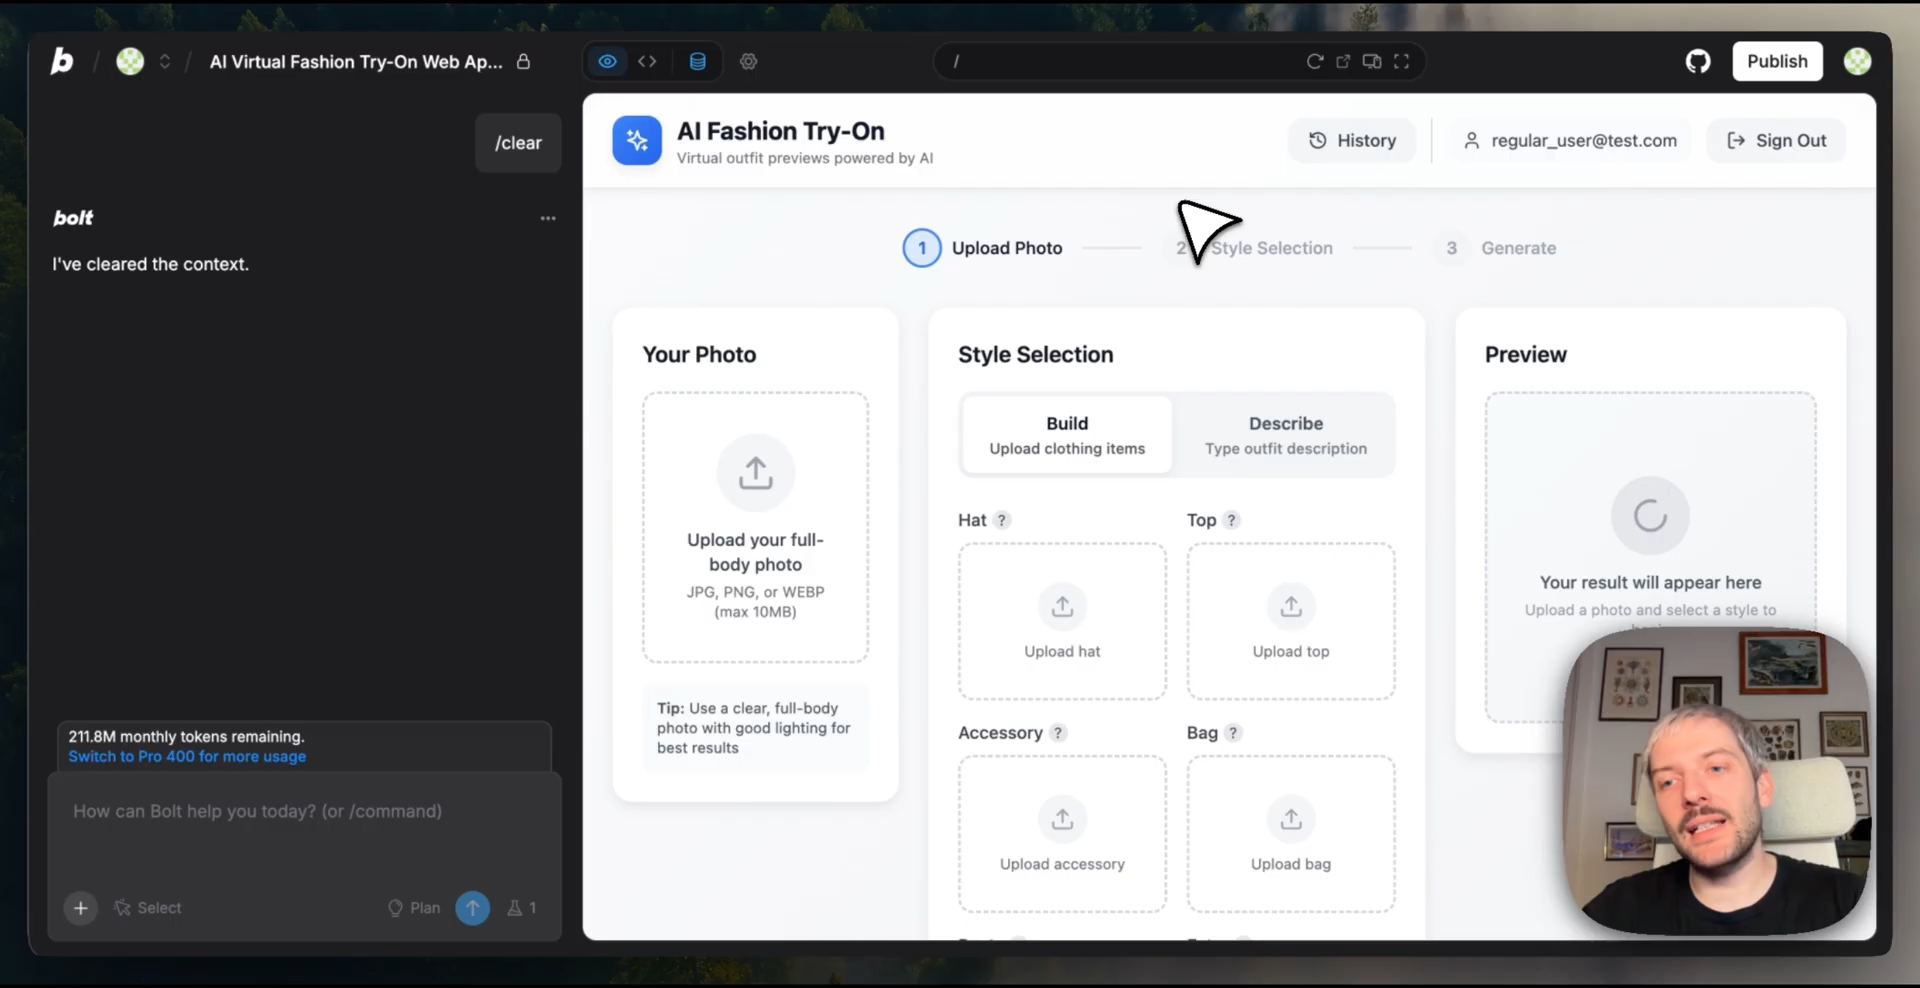 b
AI Virtual Fashion Try-On Web Ap...
/
Publish
/clear
bolt
I've cleared the context.
211.8M monthly tokens remaining.
Switch to Pro 400 for more usage
How can Bolt help you today? (or /command)
Select
Plan
1
AI Fashion Try-On
Virtual outfit previews powered by AI
History
regular_user@test.com
Sign Out
1 Upload Photo
2 Style Selection
3 Generate
Your Photo
Upload your full-
body photo
JPG, PNG, or WEBP
(max 10MB)
Tip: Use a clear, full-body
photo with good lighting for
best results
Style Selection
Build
Upload clothing items
Describe
Type outfit description
Hat ?
Upload hat
Top ?
Upload top
Accessory ?
Upload accessory
Bag ?
Upload bag
Preview
Your result will appear here
Upload a photo and select a style to